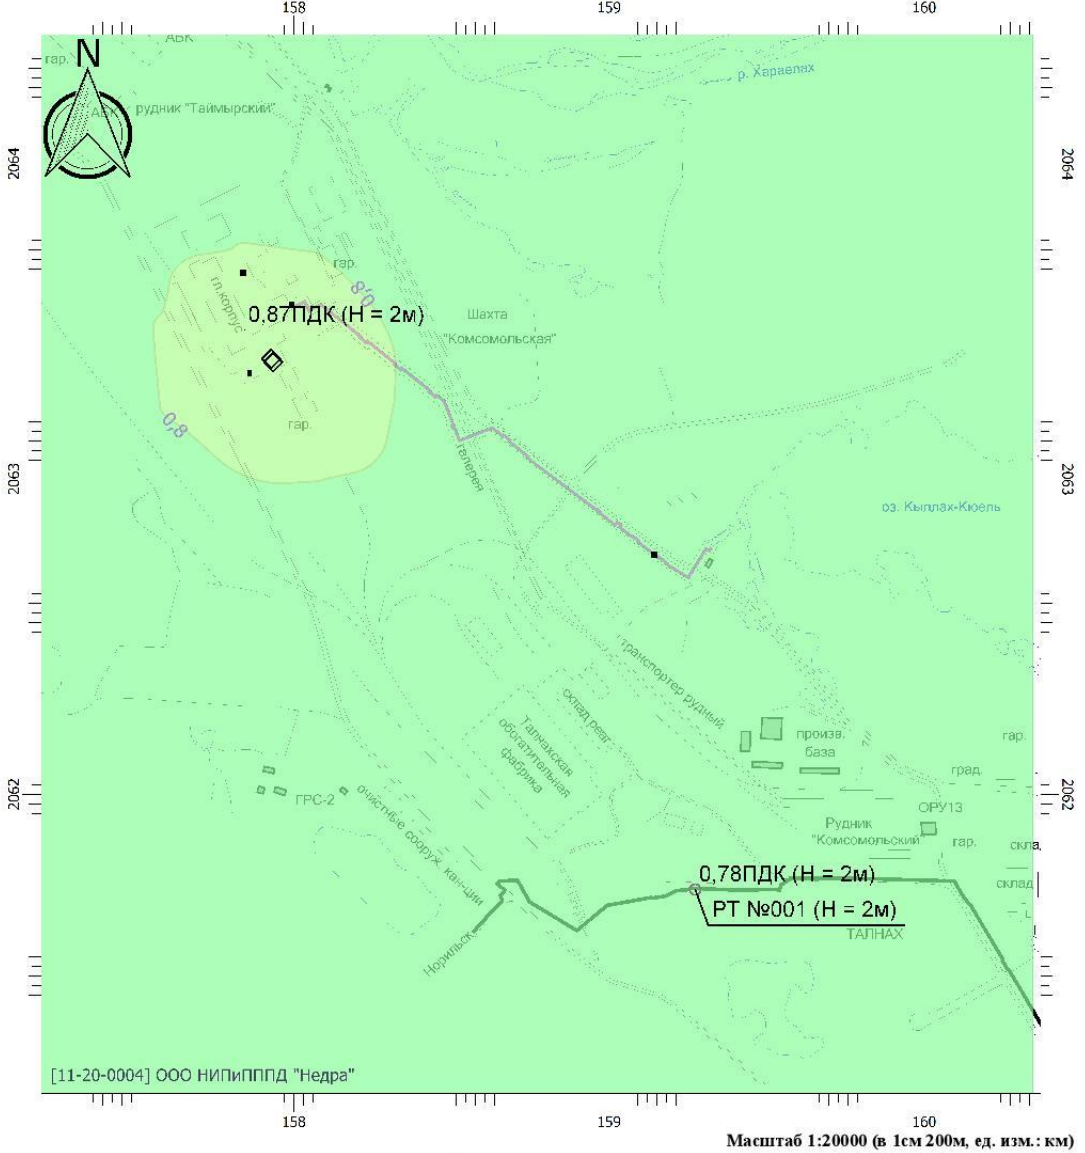 158
159
160
АБК
гар.
N
р. Хараелах
АБК
рудник "Таймырский"
2064
2064
гар.
гл.корпус
0,8
0,87ПДК (H = 2м)
Шахта
"Комсомольская"
0,8
гар.
галерея
2063
2063
оз. Кыллах-Кюель
транспортер рудный
склад реаг
Талнахская
обогатительная
фабрика
произв.
база
гар.
град.
2062
2062
ГРС-2
очистные сооруж. кан-ции
ОРУ13
Рудник
"Комсомольский"
гар.
скла
0,78ПДК (H = 2м)
склад
РТ №001 (H = 2м)
ТАЛНАХ
Норильск
[11-20-0004] ООО НИПиПППД "Недра"
158
159
160
Масштаб 1:20000 (в 1см 200м, ед. изм.: км)